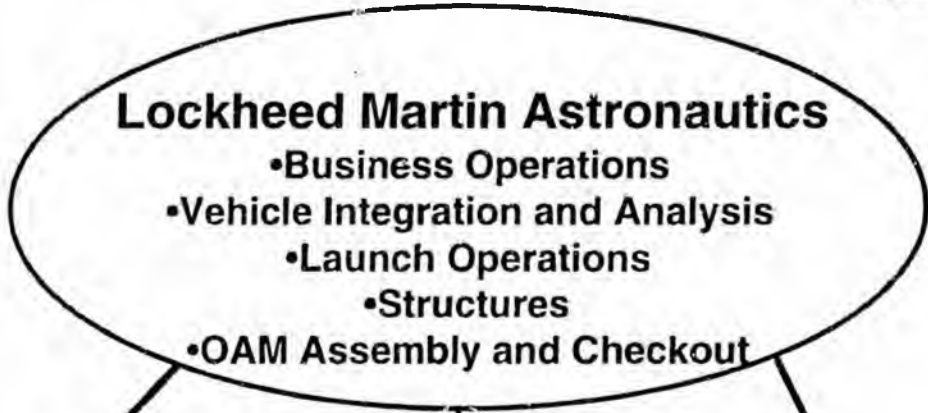 Lockheed Martin Astronautics
•Business Operations
•Vehicle Integration and Analysis
•Launch Operations
•Structures
•OAM Assembly and Checkout